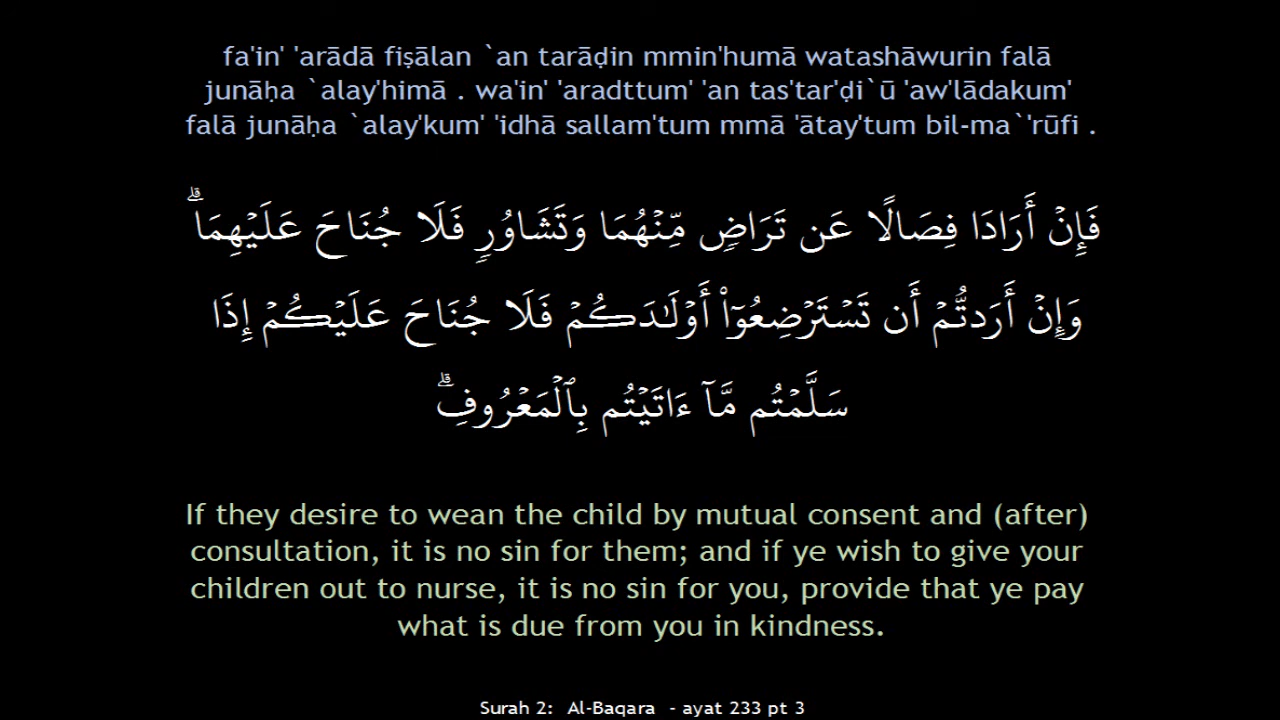 fa'in' 'arādā fiṣālan `an tarāḍin mmin'humā watashāwurin falā
junāḥa `alay'himā . wa'in' 'aradttum' 'an tas'tar'ḍi`ū 'aw'lādakum'
falā junāḥa `alay'kum' 'idhā sallam'tum mmā 'ātay'tum bil-ma`'rūfi .
فَإِنۡ أَرَادَا فِصَالًا عَن تَرَاضٖ مِّنۡهُمَا وَتَشَاوُرٖ فَلَا جُنَاحَ عَلَيۡهِمَاۗ
وَإِنۡ أَرَدتُّمۡ أَن تَسۡتَرۡضِعُوٓاْ أَوۡلَٰدَكُمۡ فَلَا جُنَاحَ عَلَيۡكُمۡ إِذَا
سَلَّمۡتُم مَّآ ءَاتَيۡتُم بِٱلۡمَعۡرُوفِۗ
If they desire to wean the child by mutual consent and (after)
consultation, it is no sin for them; and if ye wish to give your
children out to nurse, it is no sin for you, provide that ye pay
what is due from you in kindness.
Surah 2: Al-Baqara - ayat 233 pt 3